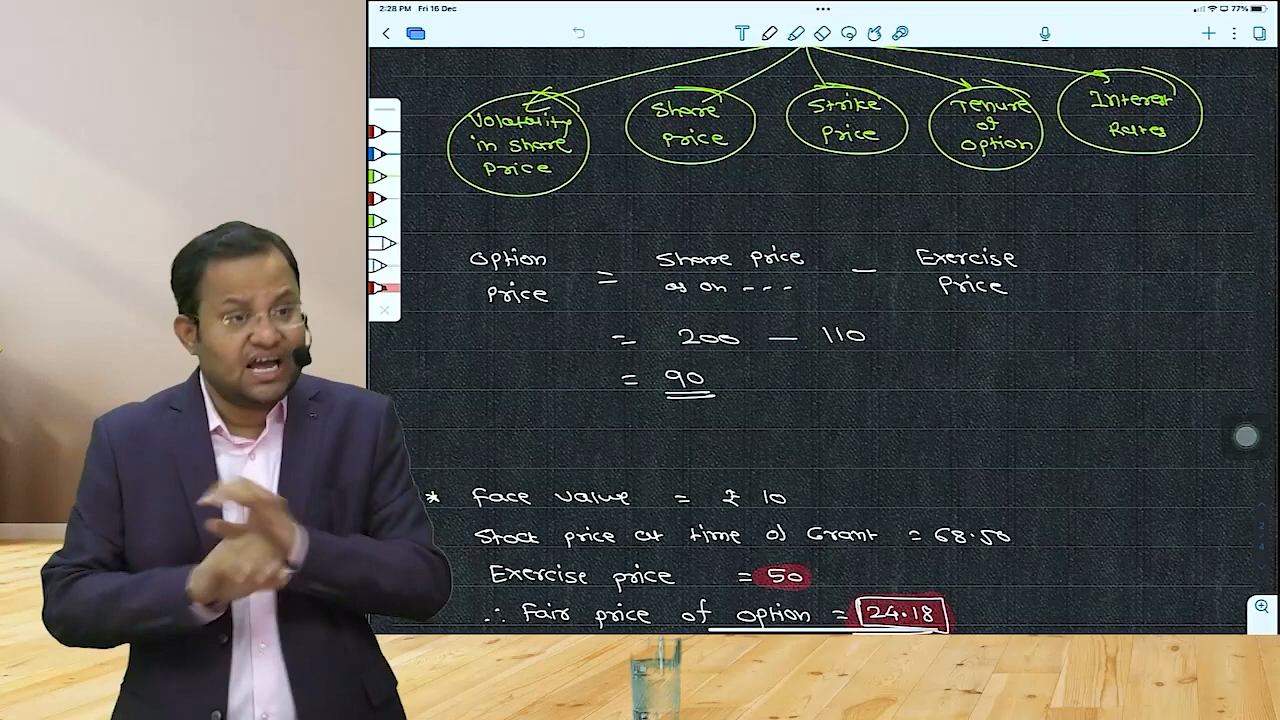 2:28 PM Fri 16 Dec
77%
Volatality in share price
Share price
Strike price
Tenure of option
Interest Rates
Option price = Share price as on --- − Exercise price
= 200 − 110
= 90
* Face value = ₹ 10
Stock price at time of Grant = 68.50
Exercise price = 50
∴ Fair price of option = 24.18